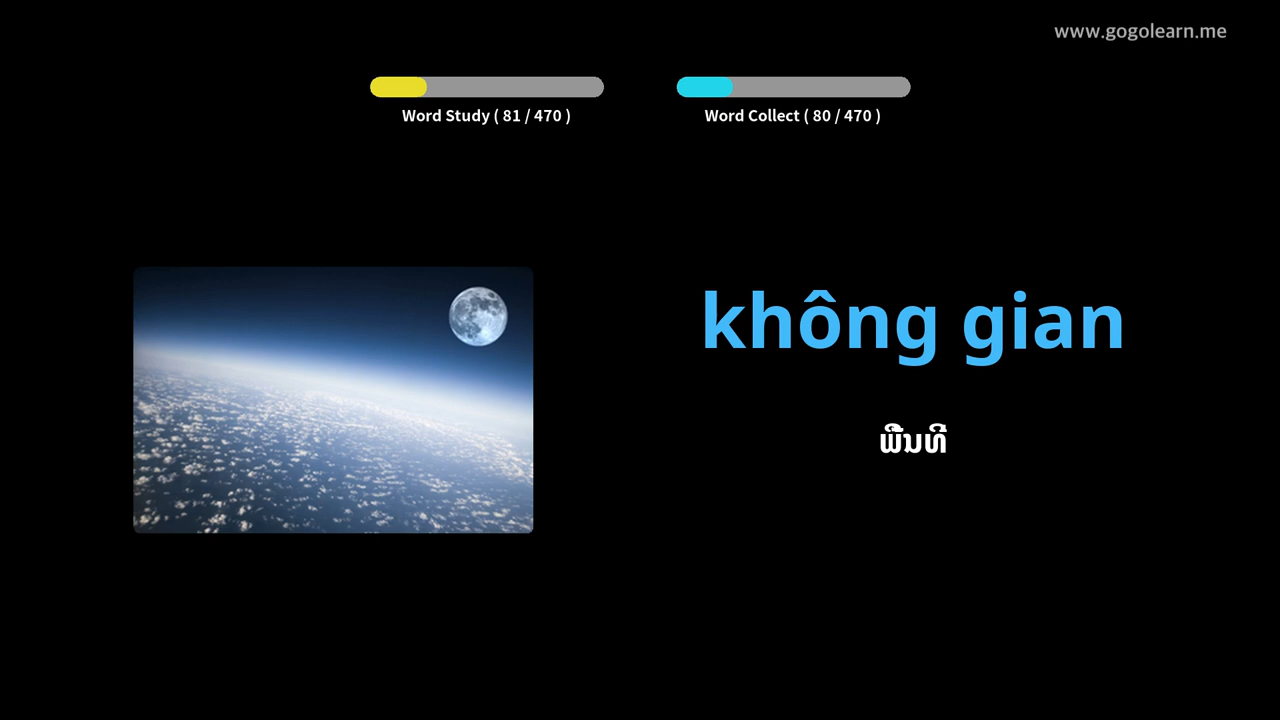 www.gogolearn.me
Word Study ( 81 / 470 )
Word Collect ( 80 / 470 )
không gian
ພື້ນທີ່